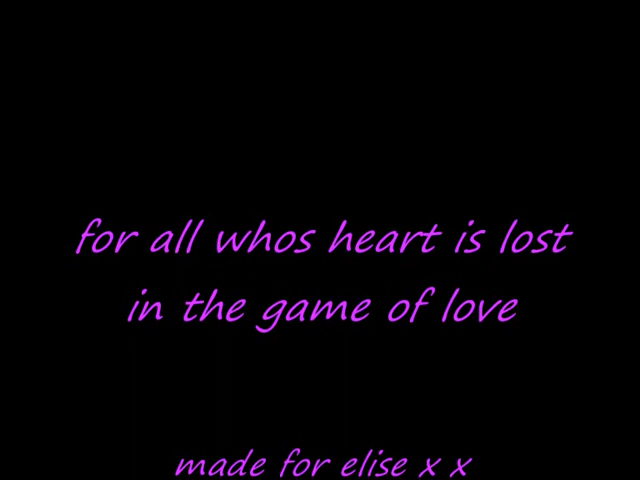 for all whos heart is lost
in the game of love
made for elise x x